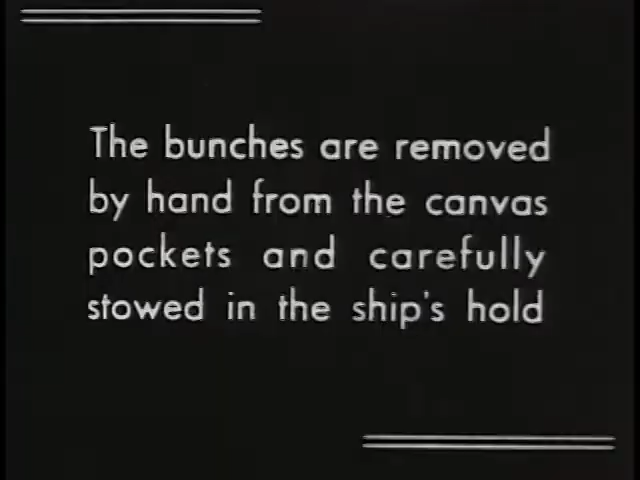 The bunches are removed
by hand from the canvas
pockets and carefully
stowed in the ship's hold